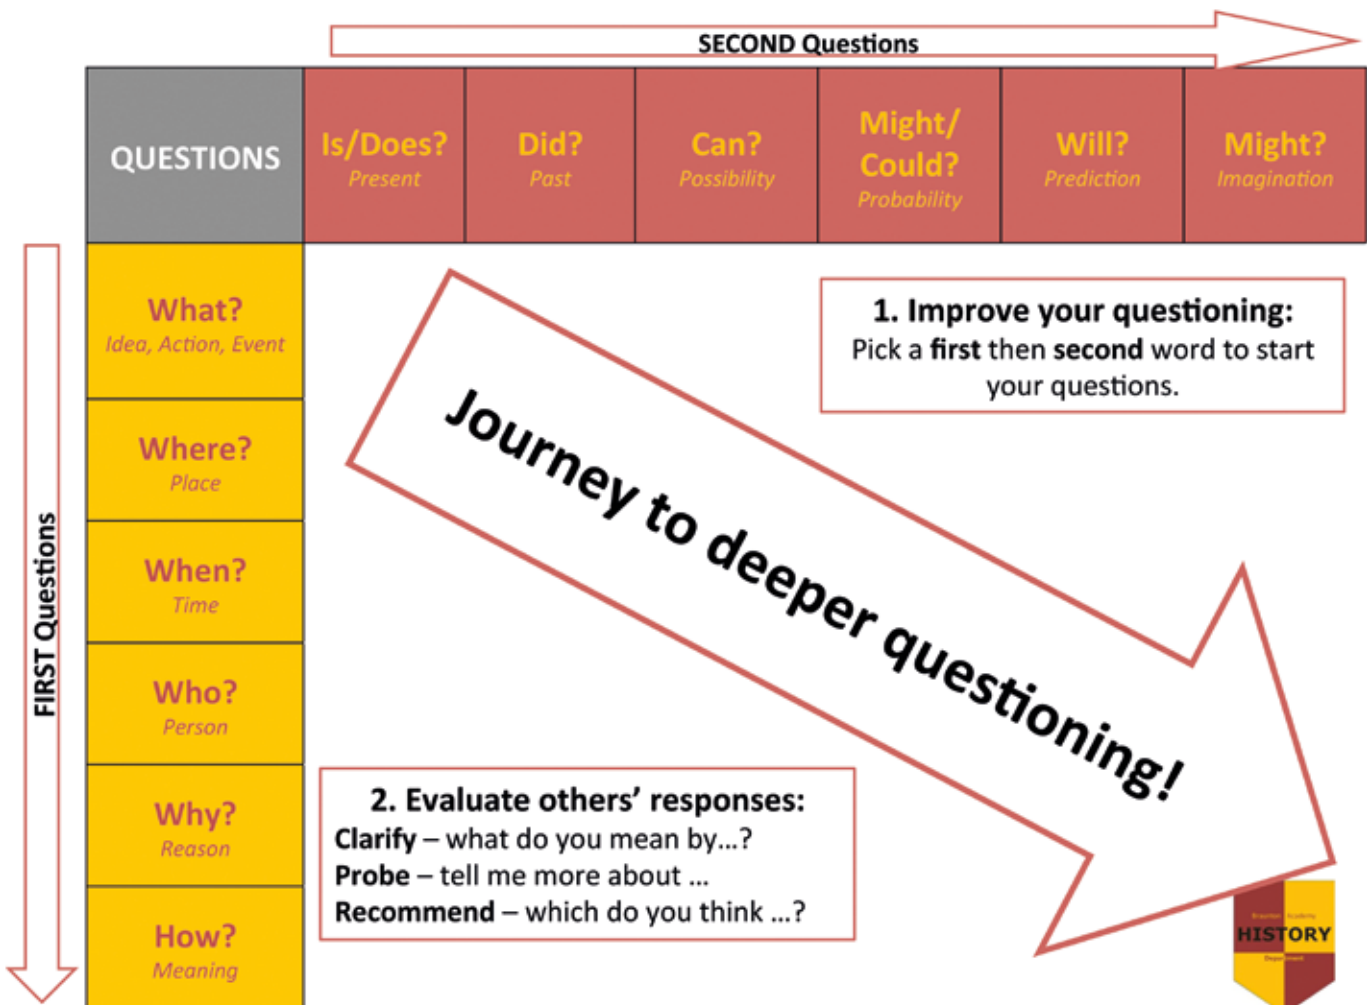 SECOND Questions
QUESTIONS
Is/Does?
Present
Did?
Past
Can?
Possibility
Might/
Could?
Probability
Will?
Prediction
Might?
Imagination
FIRST Questions
What?
Idea, Action, Event
Where?
Place
When?
Time
Who?
Person
Why?
Reason
How?
Meaning
1. Improve your questioning:
Pick a first then second word to start
your questions.
Journey to deeper questioning!
2. Evaluate others’ responses:
Clarify – what do you mean by…?
Probe – tell me more about …
Recommend – which do you think …?
Braunton Academy
HISTORY
Department